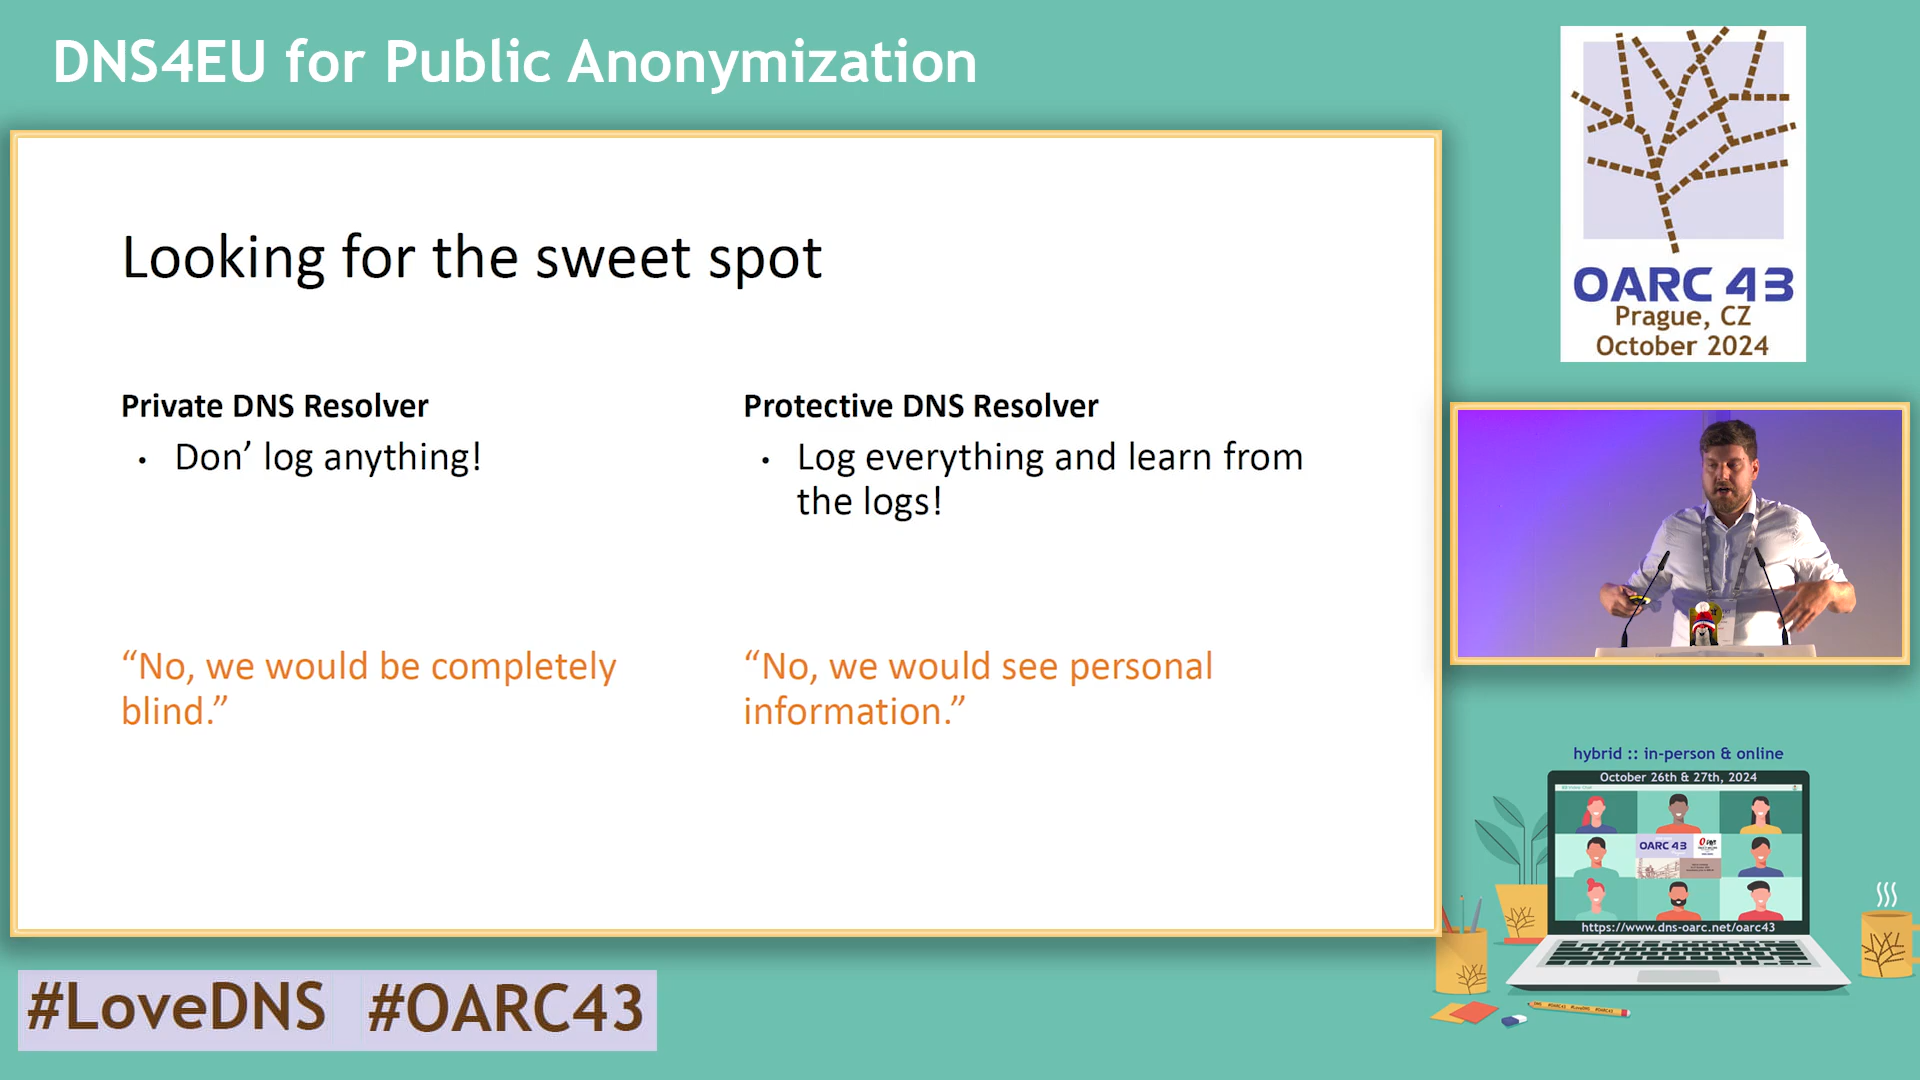 DNS4EU for Public Anonymization
Looking for the sweet spot
Private DNS Resolver
• Don’ log anything!
“No, we would be completely
blind.”
Protective DNS Resolver
• Log everything and learn from
the logs!
“No, we would see personal
information.”
OARC 43
Prague, CZ
October 2024
hybrid :: in-person & online
October 26th & 27th, 2024
OARC 43
https://www.dns-oarc.net/oarc43
#LoveDNS #OARC43